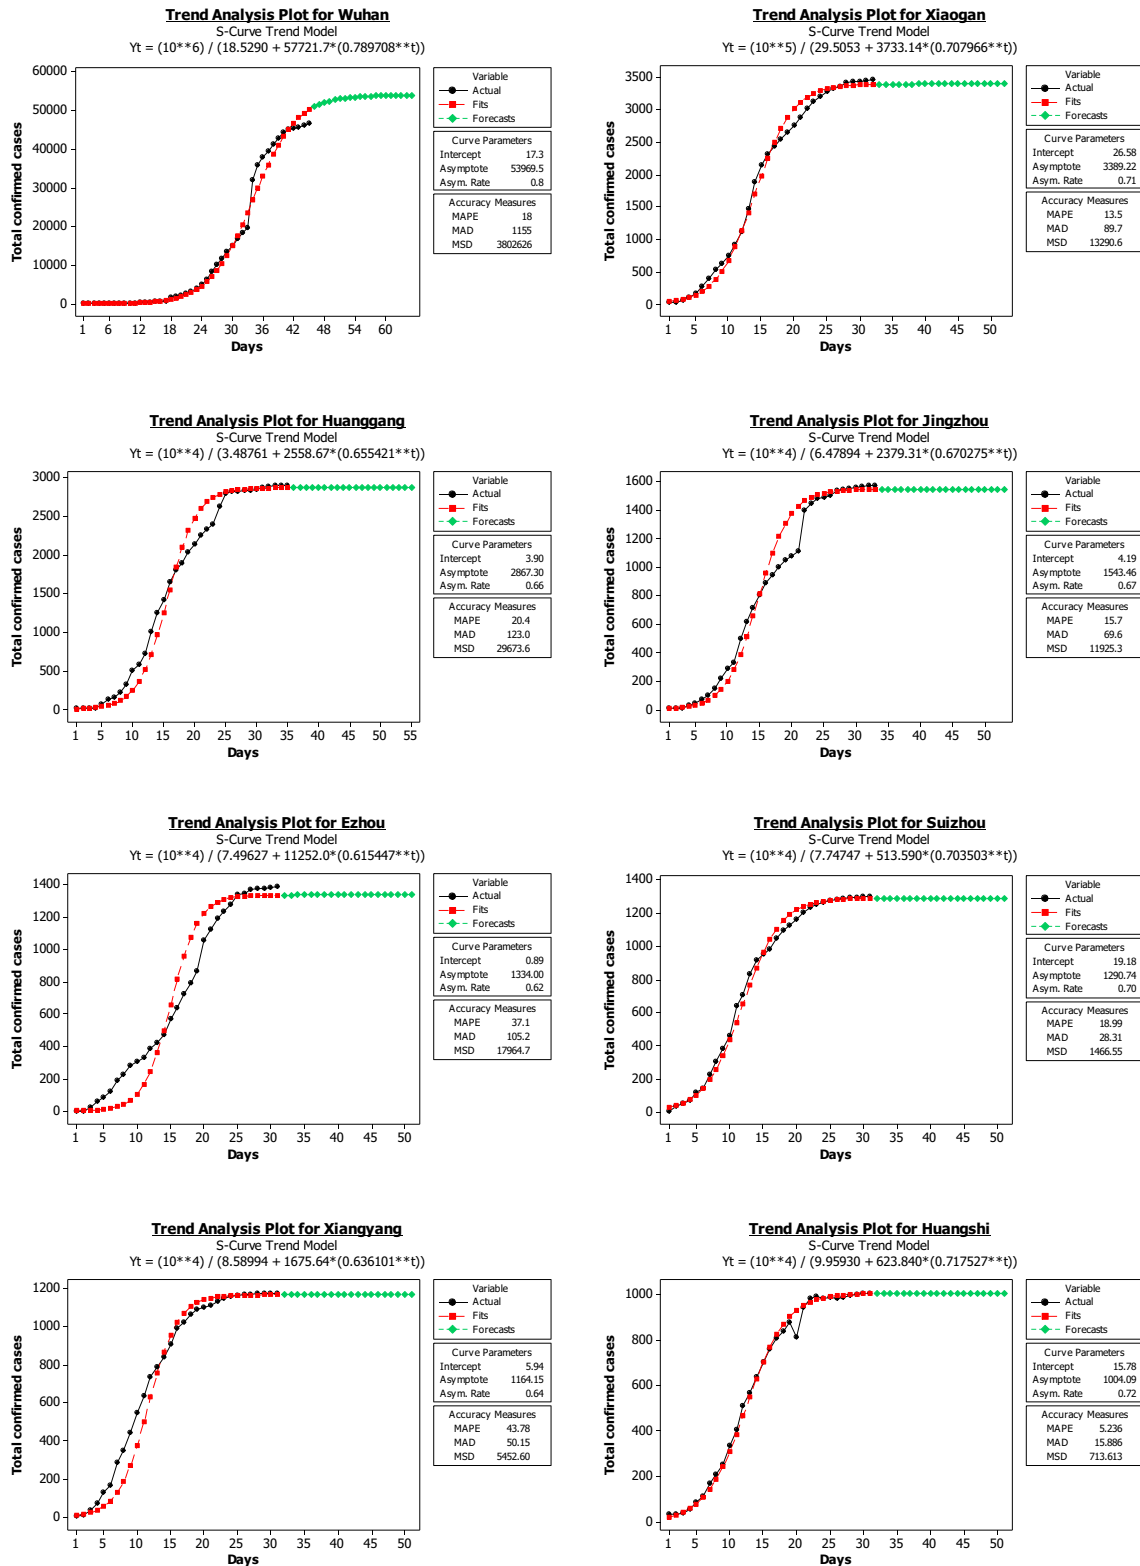 Trend Analysis Plot for Wuhan
S-Curve Trend Model
Yt = (10**6) / (18.5290 + 57721.7*(0.789708**t))
Total confirmed cases
60000
50000
40000
30000
20000
10000
0
1 6 12 18 24 30 36 42 48 54 60
Days
Variable
Actual
Fits
Forecasts
Curve Parameters
Intercept 17.3
Asymptote 53969.5
Asym. Rate 0.8
Accuracy Measures
MAPE 18
MAD 1155
MSD 3802626
Trend Analysis Plot for Xiaogan
S-Curve Trend Model
Yt = (10**5) / (29.5053 + 3733.14*(0.707966**t))
Total confirmed cases
3500
3000
2500
2000
1500
1000
500
0
1 5 10 15 20 25 30 35 40 45 50
Days
Variable
Actual
Fits
Forecasts
Curve Parameters
Intercept 26.58
Asymptote 3389.22
Asym. Rate 0.71
Accuracy Measures
MAPE 13.5
MAD 89.7
MSD 13290.6
Trend Analysis Plot for Huanggang
S-Curve Trend Model
Yt = (10**4) / (3.48761 + 2558.67*(0.655421**t))
Total confirmed cases
3000
2500
2000
1500
1000
500
0
1 5 10 15 20 25 30 35 40 45 50 55
Days
Variable
Actual
Fits
Forecasts
Curve Parameters
Intercept 3.90
Asymptote 2867.30
Asym. Rate 0.66
Accuracy Measures
MAPE 20.4
MAD 123.0
MSD 29673.6
Trend Analysis Plot for Jingzhou
S-Curve Trend Model
Yt = (10**4) / (6.47894 + 2379.31*(0.670275**t))
Total confirmed cases
1600
1400
1200
1000
800
600
400
200
0
1 5 10 15 20 25 30 35 40 45 50
Days
Variable
Actual
Fits
Forecasts
Curve Parameters
Intercept 4.19
Asymptote 1543.46
Asym. Rate 0.67
Accuracy Measures
MAPE 15.7
MAD 69.6
MSD 11925.3
Trend Analysis Plot for Ezhou
S-Curve Trend Model
Yt = (10**4) / (7.49627 + 11252.0*(0.615447**t))
Total confirmed cases
1400
1200
1000
800
600
400
200
0
1 5 10 15 20 25 30 35 40 45 50
Days
Variable
Actual
Fits
Forecasts
Curve Parameters
Intercept 0.89
Asymptote 1334.00
Asym. Rate 0.62
Accuracy Measures
MAPE 37.1
MAD 105.2
MSD 17964.7
Trend Analysis Plot for Suizhou
S-Curve Trend Model
Yt = (10**4) / (7.74747 + 513.590*(0.703503**t))
Total confirmed cases
1400
1200
1000
800
600
400
200
0
1 5 10 15 20 25 30 35 40 45 50
Days
Variable
Actual
Fits
Forecasts
Curve Parameters
Intercept 19.18
Asymptote 1290.74
Asym. Rate 0.70
Accuracy Measures
MAPE 18.99
MAD 28.31
MSD 1466.55
Trend Analysis Plot for Xiangyang
S-Curve Trend Model
Yt = (10**4) / (8.58994 + 1675.64*(0.636101**t))
Total confirmed cases
1200
1000
800
600
400
200
0
1 5 10 15 20 25 30 35 40 45 50
Days
Variable
Actual
Fits
Forecasts
Curve Parameters
Intercept 5.94
Asymptote 1164.15
Asym. Rate 0.64
Accuracy Measures
MAPE 43.78
MAD 50.15
MSD 5452.60
Trend Analysis Plot for Huangshi
S-Curve Trend Model
Yt = (10**4) / (9.95930 + 623.840*(0.717527**t))
Total confirmed cases
1000
800
600
400
200
0
1 5 10 15 20 25 30 35 40 45 50
Days
Variable
Actual
Fits
Forecasts
Curve Parameters
Intercept 15.78
Asymptote 1004.09
Asym. Rate 0.72
Accuracy Measures
MAPE 5.236
MAD 15.886
MSD 713.613